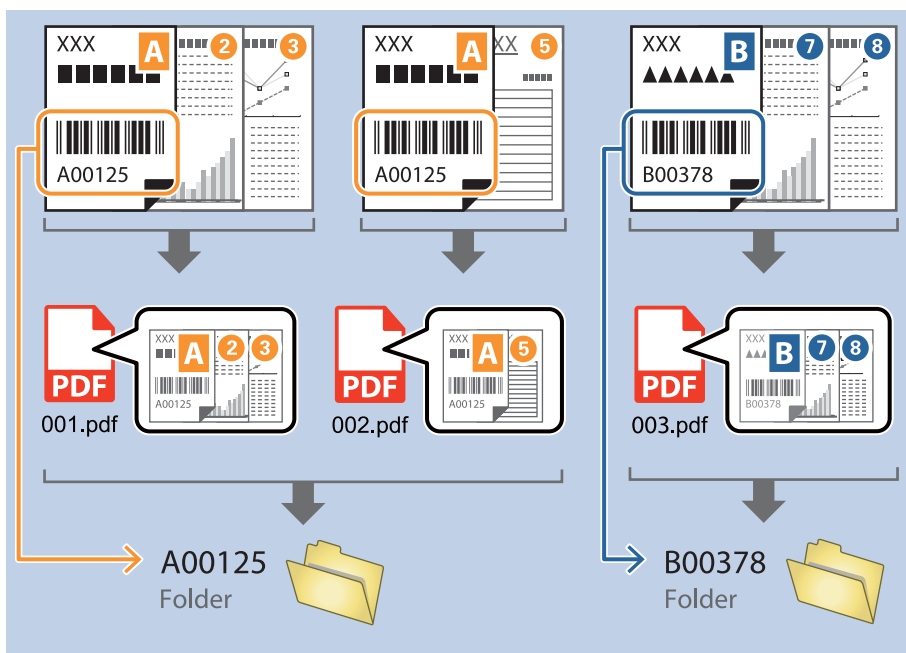 XXX A 2 3
A00125
XXX A XX 5
A00125
XXX B 7 8
B00378
XXX A 2 3
A00125
PDF
001.pdf
XXX A 5
A00125
PDF
002.pdf
XXX B 7 8
B00378
PDF
003.pdf
A00125
Folder
B00378
Folder